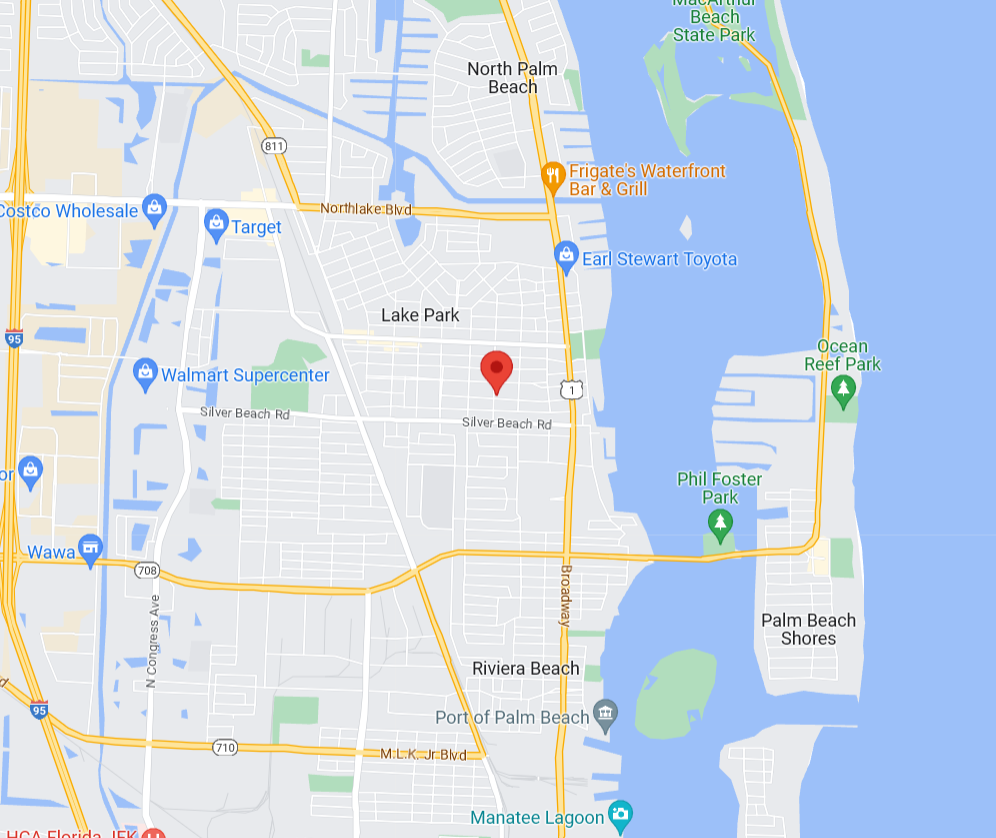 MacArthur
Beach
State Park
North Palm
Beach
811
Frigate's Waterfront
Bar & Grill
Costco Wholesale
Northlake Blvd
Target
Earl Stewart Toyota
Lake Park
95
Ocean
Reef Park
Walmart Supercenter
1
Silver Beach Rd
Silver Beach Rd
or
Phil Foster
Park
Wawa
708
Broadway
N Congress Ave
Palm Beach
Shores
Riviera Beach
d
95
Port of Palm Beach
710
M.L.K. Jr Blvd
Manatee Lagoon
HCA Florida JFK